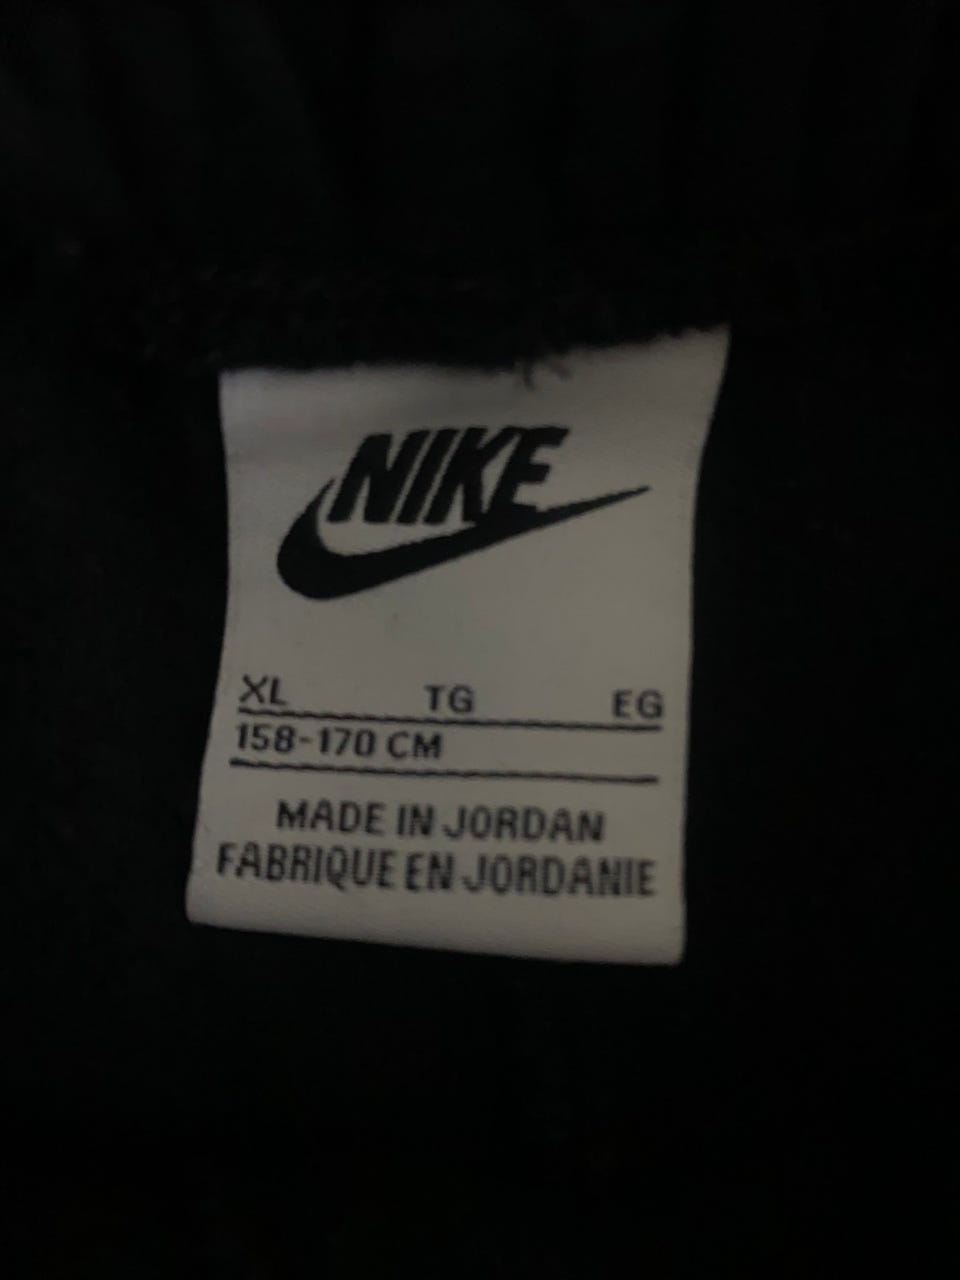 NIKE
XL TG EG
158-170 CM
MADE IN JORDAN
FABRIQUE EN JORDANIE